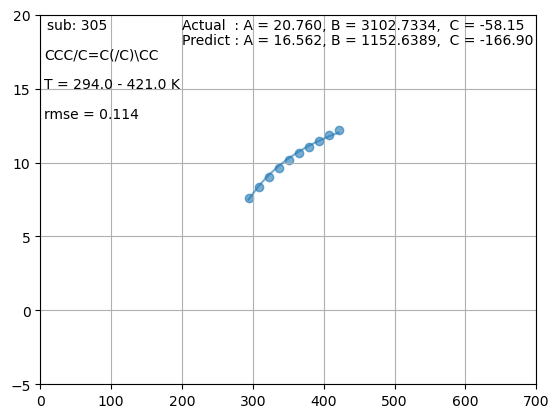 sub: 305
Actual  : A = 20.760, B = 3102.7334,  C = -58.15
Predict : A = 16.562, B = 1152.6389,  C = -166.90
CCC/C=C(/C)\CC
T = 294.0 - 421.0 K
rmse = 0.114
20
15
10
5
0
−5
0 100 200 300 400 500 600 700